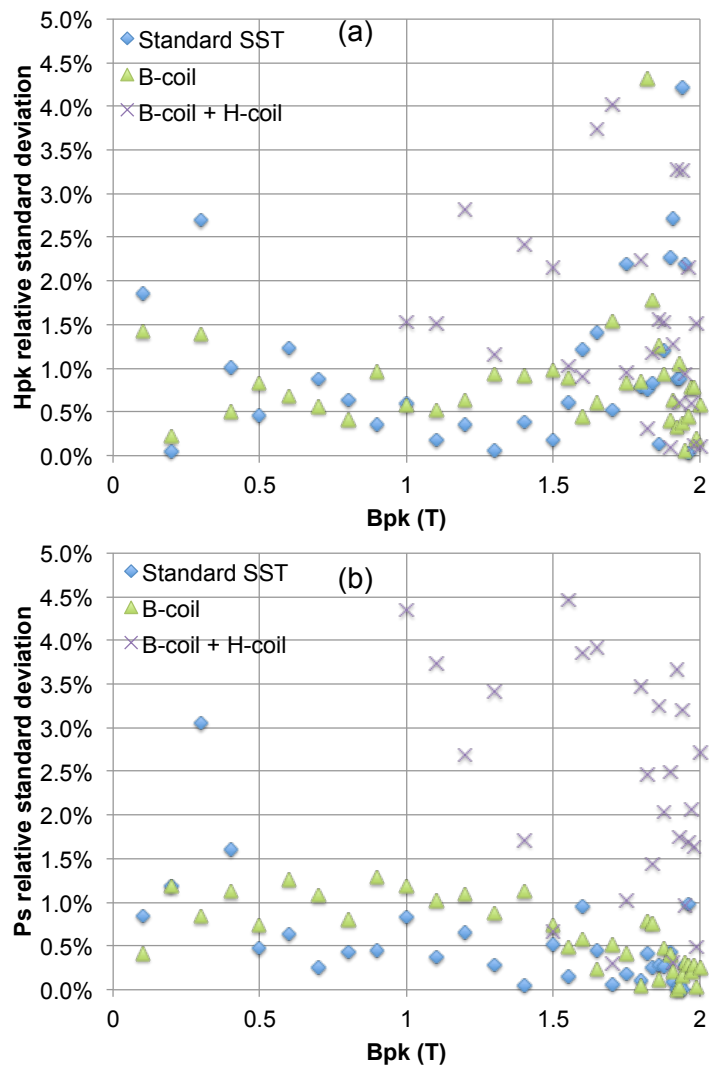 5.0%
(a)
Standard SST
4.5%
B-coil
4.0%
B-coil + H-coil
3.5%
3.0%
2.5%
2.0%
1.5%
1.0%
0.5%
0.0%
Hpk relative standard deviation
0 0.5 1 1.5 2
Bpk (T)
5.0%
(b)
Standard SST
4.5%
B-coil
4.0%
B-coil + H-coil
3.5%
3.0%
2.5%
2.0%
1.5%
1.0%
0.5%
0.0%
Ps relative standard deviation
0 0.5 1 1.5 2
Bpk (T)